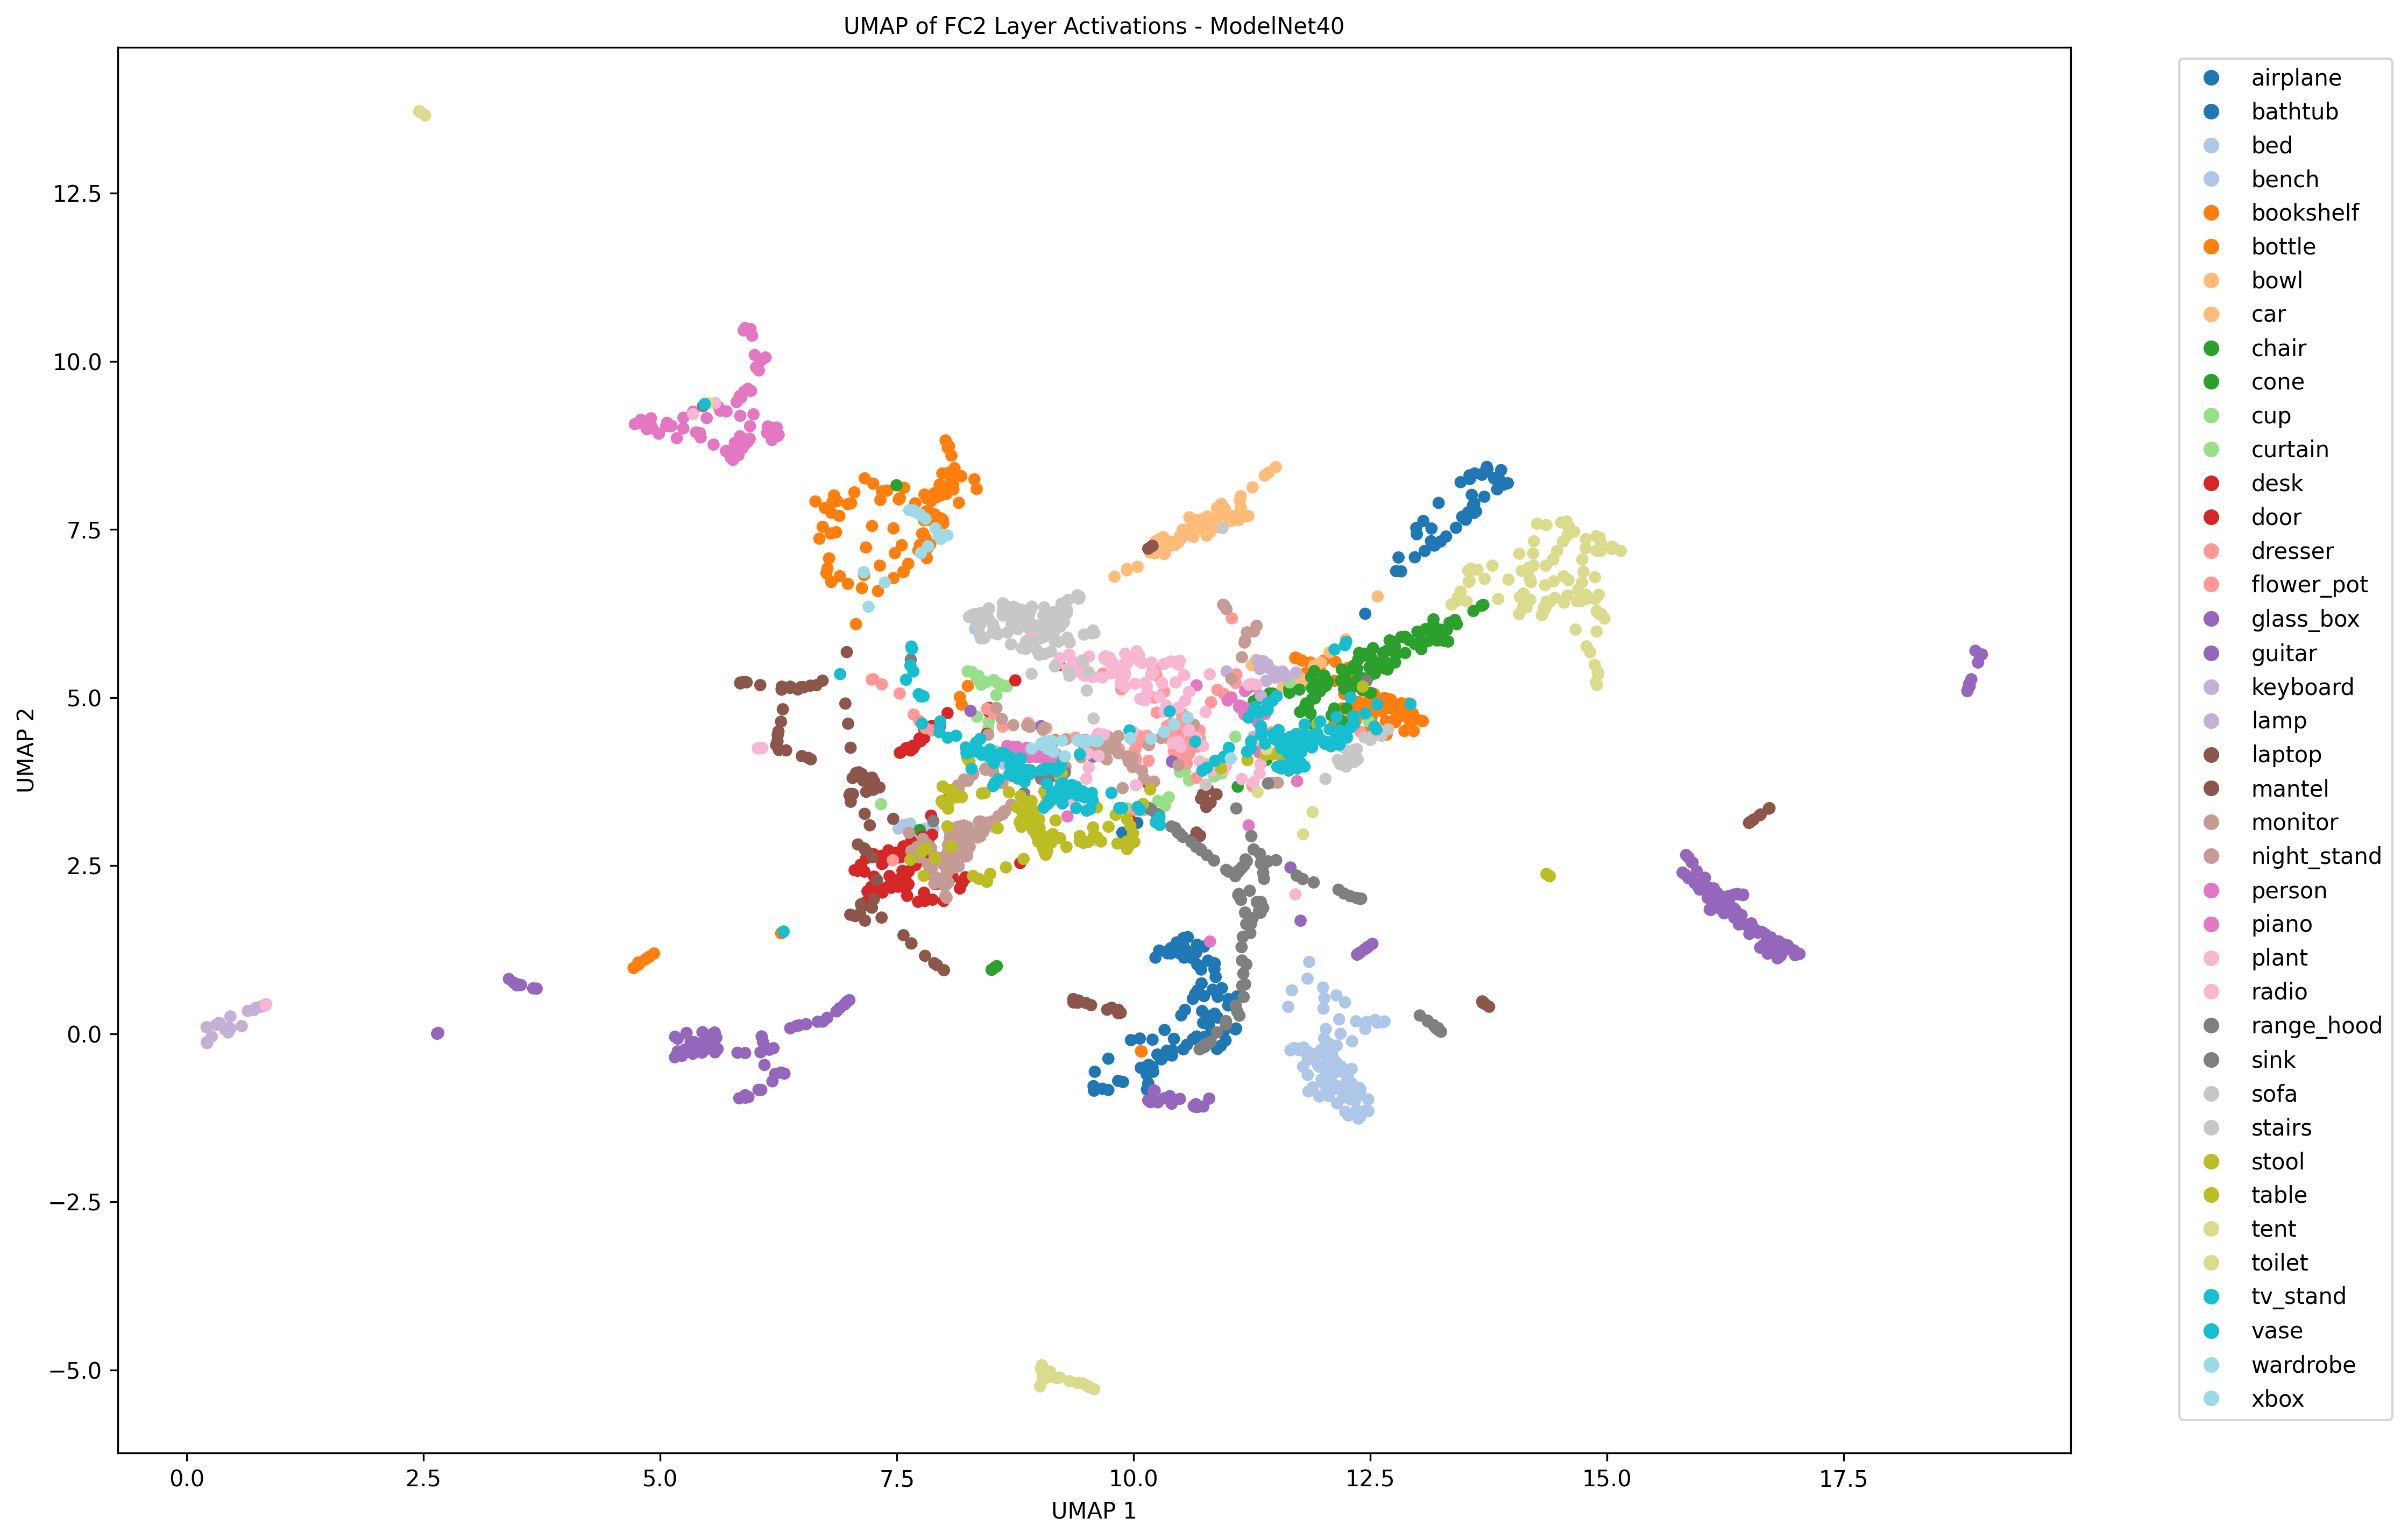 UMAP of FC2 Layer Activations - ModelNet40
12.5
10.0
7.5
5.0
2.5
0.0
−2.5
−5.0
UMAP 2
0.0
2.5
5.0
7.5
10.0
12.5
15.0
17.5
UMAP 1
airplane
bathtub
bed
bench
bookshelf
bottle
bowl
car
chair
cone
cup
curtain
desk
door
dresser
flower_pot
glass_box
guitar
keyboard
lamp
laptop
mantel
monitor
night_stand
person
piano
plant
radio
range_hood
sink
sofa
stairs
stool
table
tent
toilet
tv_stand
vase
wardrobe
xbox